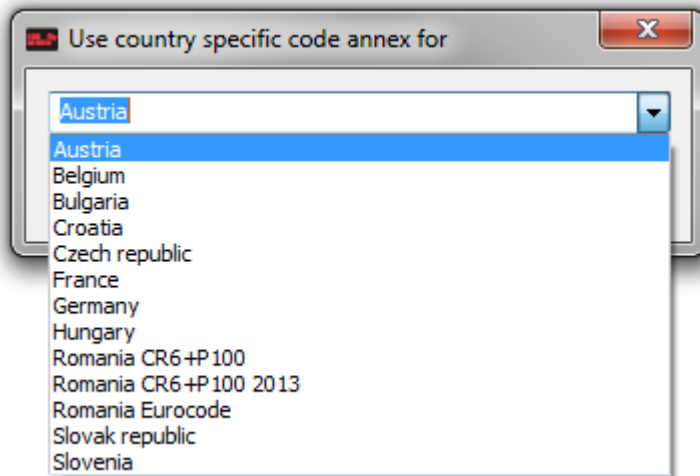 Use country specific code annex for
Austria
Austria
Belgium
Bulgaria
Croatia
Czech republic
France
Germany
Hungary
Romania CR6+P100
Romania CR6+P100 2013
Romania Eurocode
Slovak republic
Slovenia